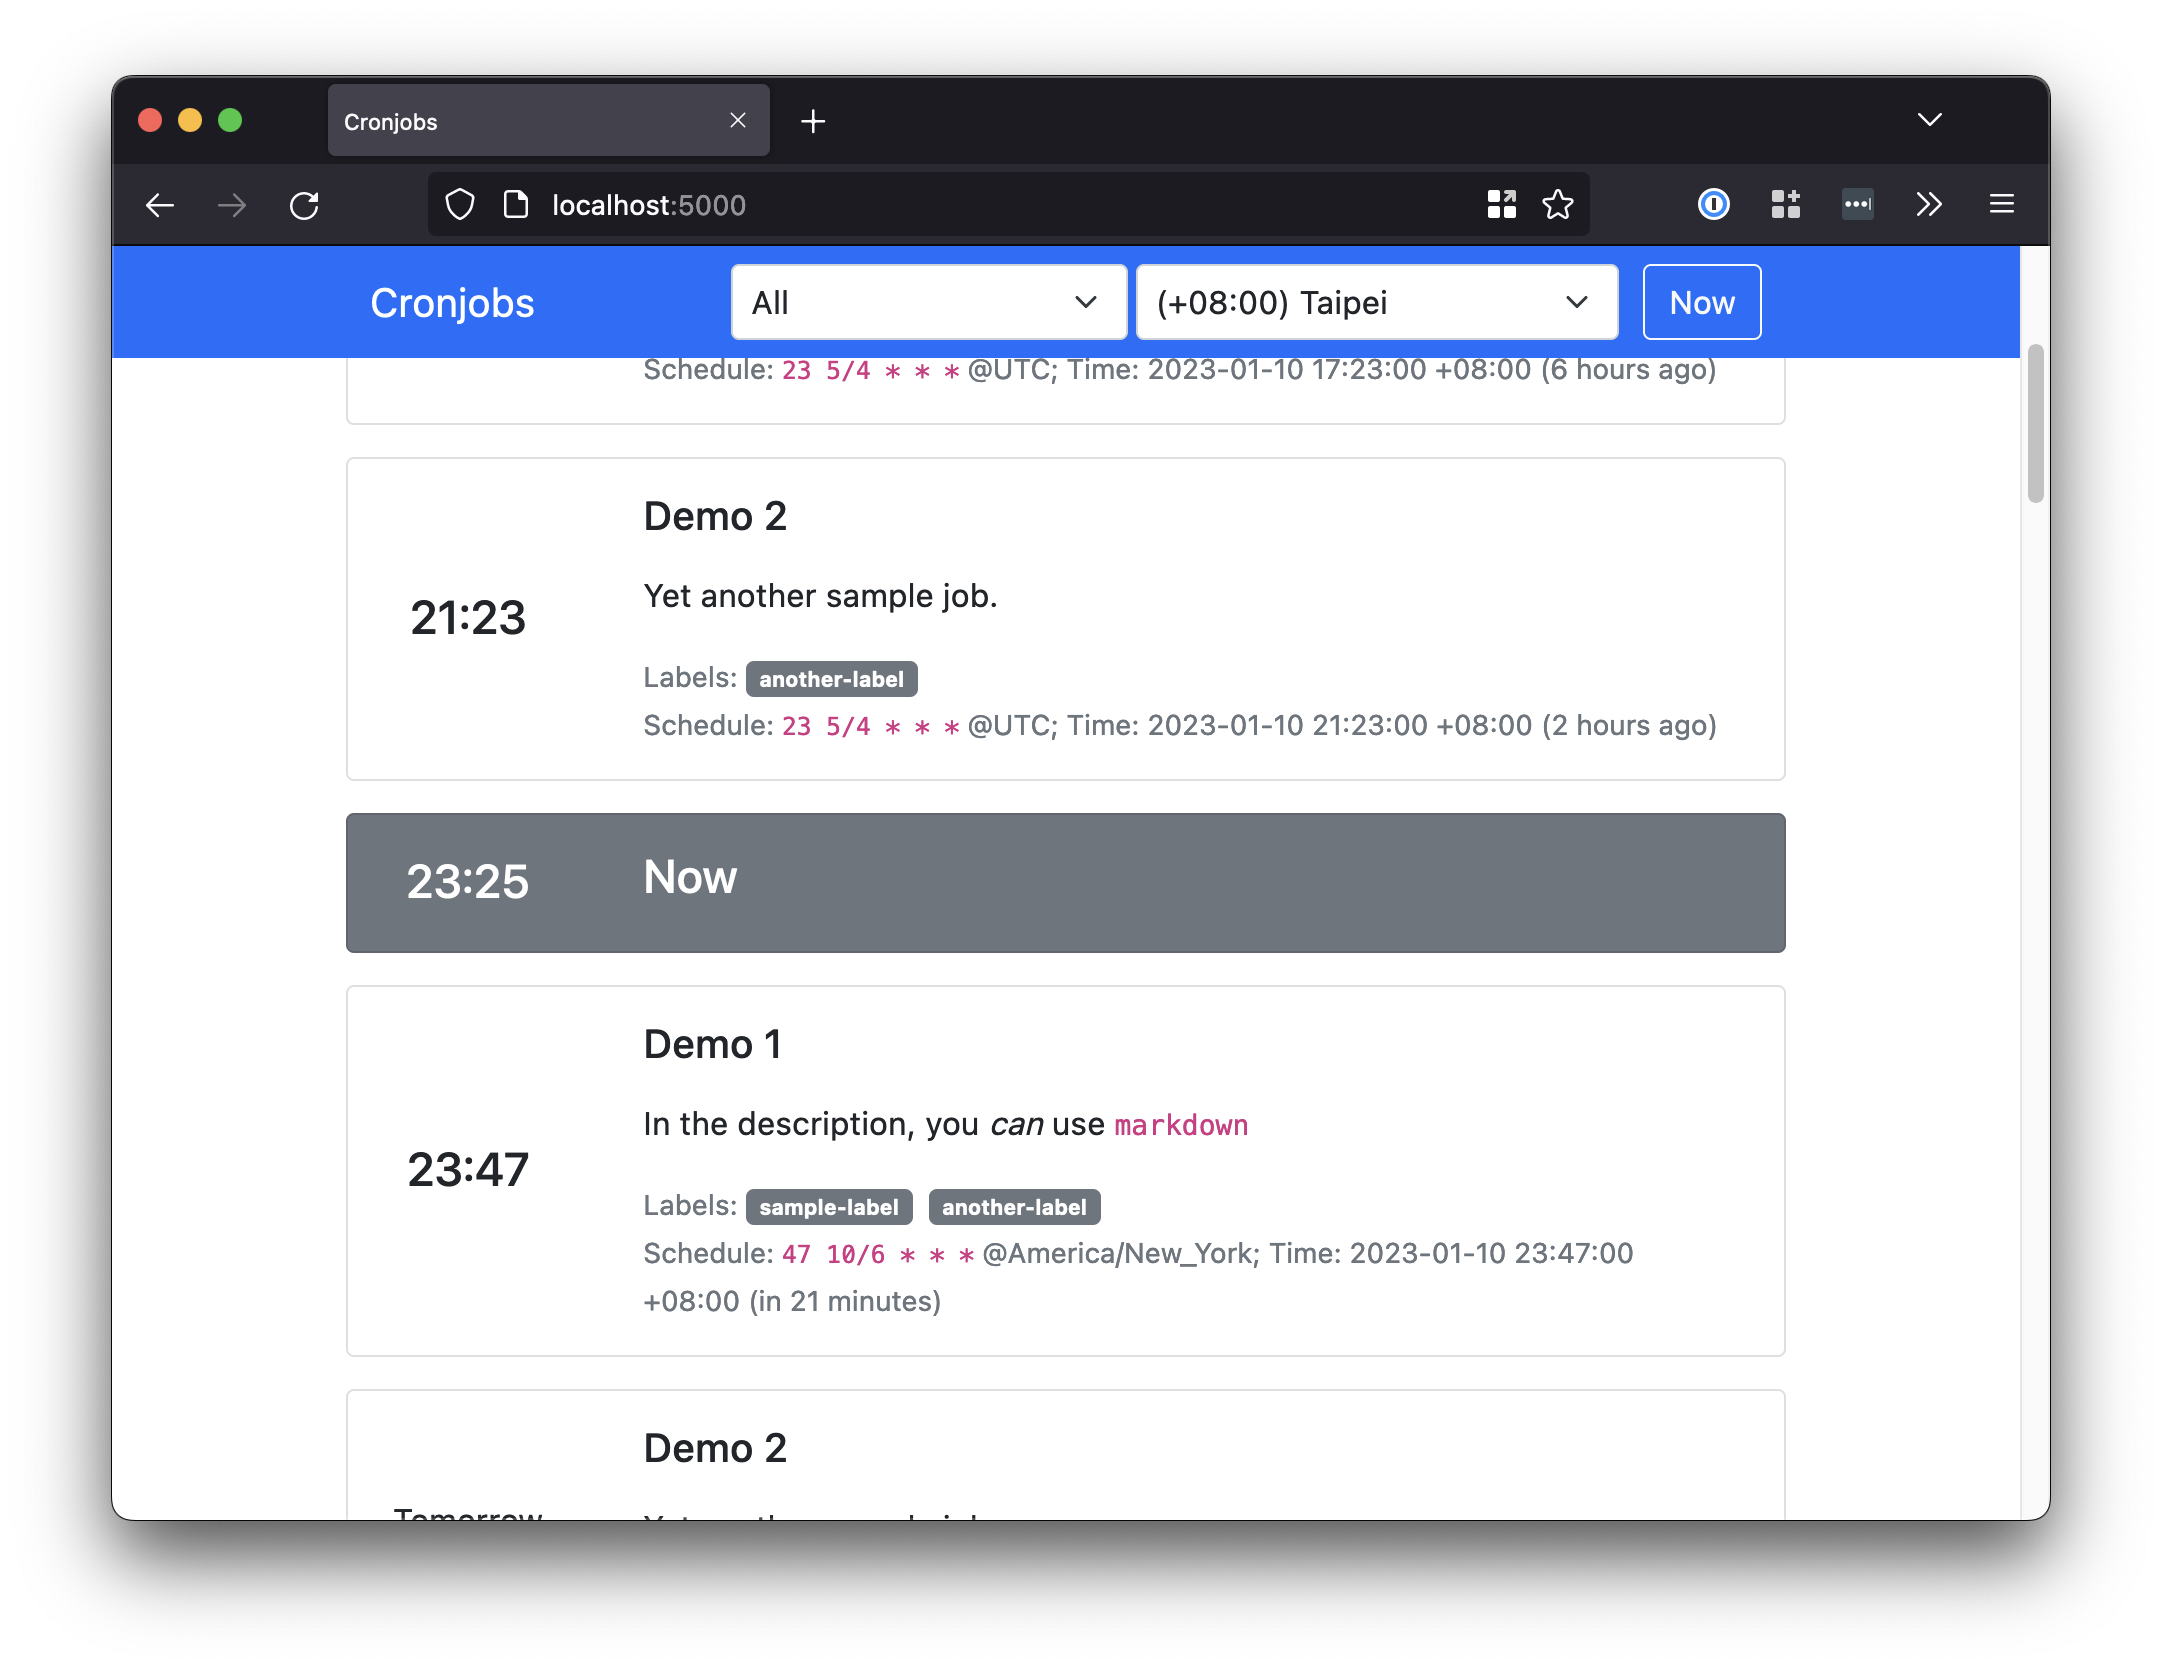 Cronjobs
localhost:5000
Cronjobs
All
(+08:00) Taipei
Now
Schedule: 23 5/4 * * * @UTC; Time: 2023-01-10 17:23:00 +08:00 (6 hours ago)
Demo 2
Yet another sample job.
21:23
Labels: another-label
Schedule: 23 5/4 * * * @UTC; Time: 2023-01-10 21:23:00 +08:00 (2 hours ago)
23:25 Now
Demo 1
In the description, you can use markdown
23:47
Labels: sample-label another-label
Schedule: 47 10/6 * * * @America/New_York; Time: 2023-01-10 23:47:00
+08:00 (in 21 minutes)
Demo 2
Tomorrow